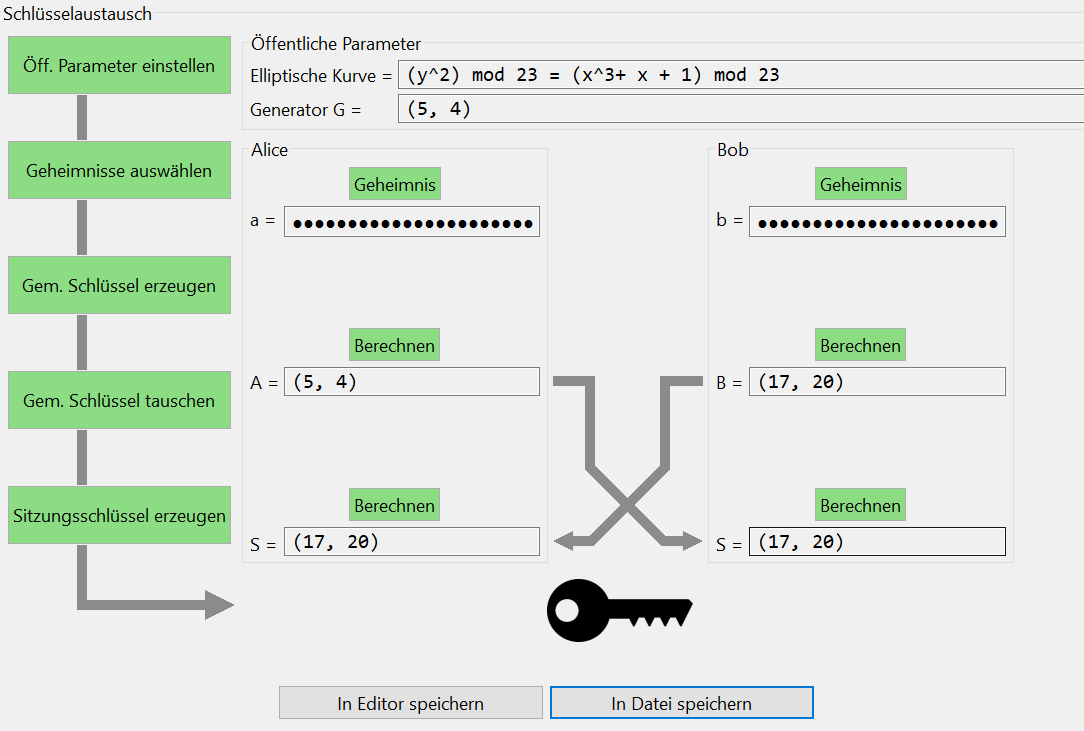 Schlüsselaustausch
Öff. Parameter einstellen
Geheimnisse auswählen
Gem. Schlüssel erzeugen
Gem. Schlüssel tauschen
Sitzungsschlüssel erzeugen
Öffentliche Parameter
Elliptische Kurve = (y^2) mod 23 = (x^3+ x + 1) mod 23
Generator G = (5, 4)
Alice
Geheimnis
a = ●●●●●●●●●●●●●●●●●●●●●●
Berechnen
A = (5, 4)
Berechnen
S = (17, 20)
Bob
Geheimnis
b = ●●●●●●●●●●●●●●●●●●●●●●
Berechnen
B = (17, 20)
Berechnen
S = (17, 20)
In Editor speichern
In Datei speichern